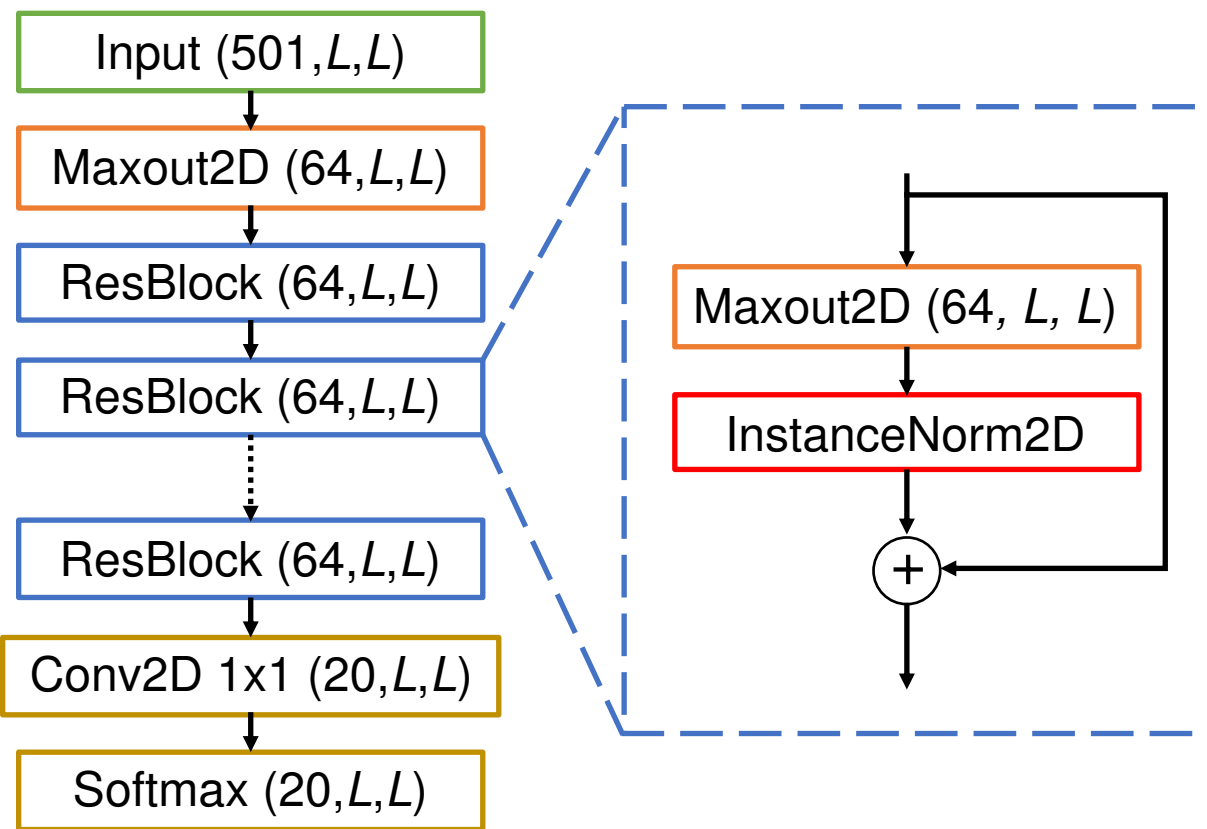 Input (501,L,L)
Maxout2D (64,L,L)
ResBlock (64,L,L)
ResBlock (64,L,L)
ResBlock (64,L,L)
Conv2D 1x1 (20,L,L)
Softmax (20,L,L)
Maxout2D (64, L, L)
InstanceNorm2D
+